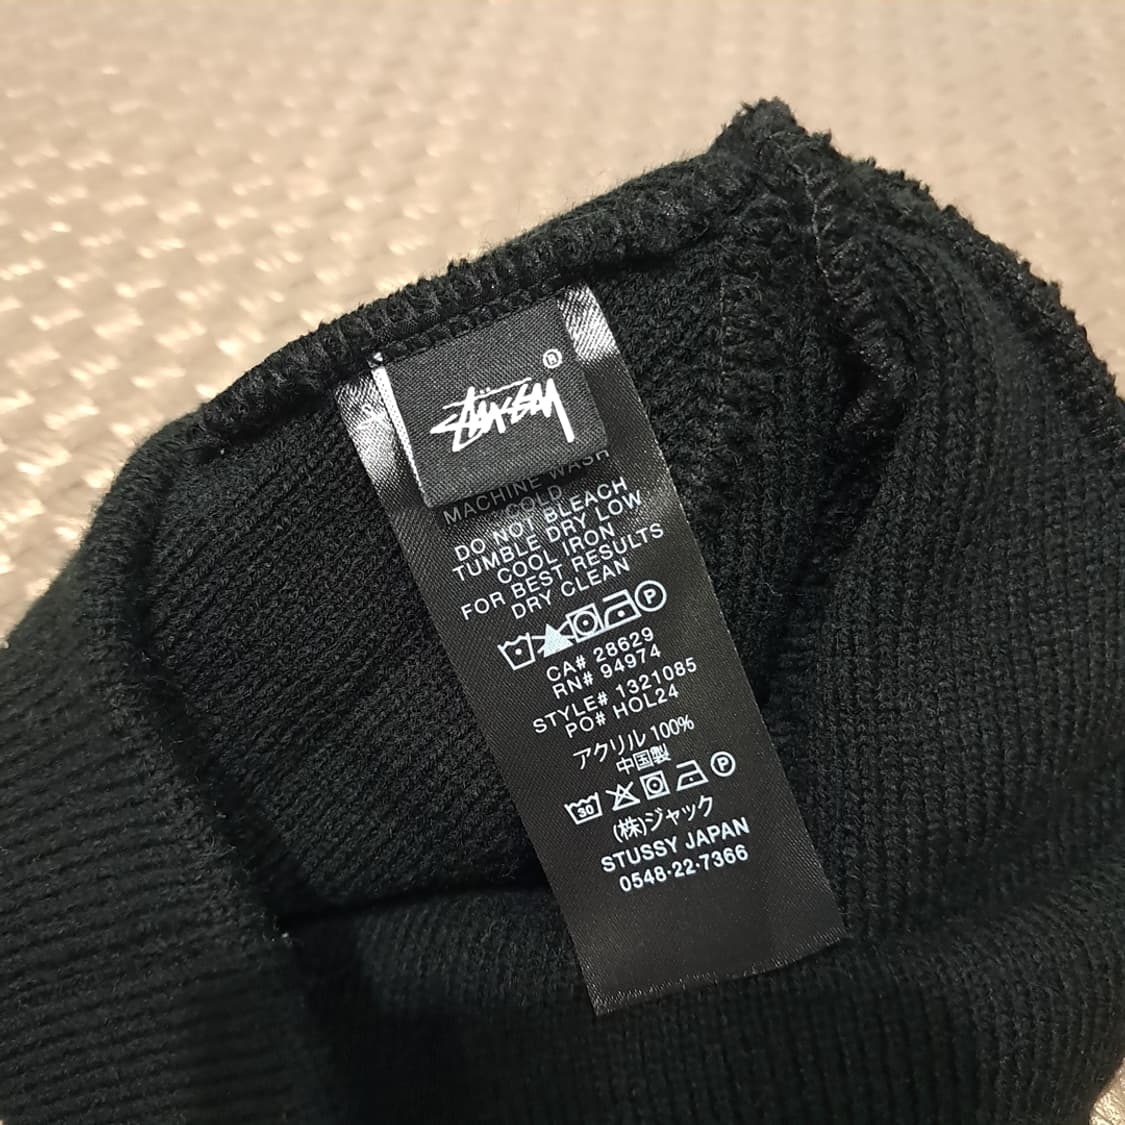 STÜSSY ®
MACHINE WASH
COLD
DO NOT BLEACH
TUMBLE DRY LOW
COOL IRON
FOR BEST RESULTS
DRY CLEAN
P
CA# 28629
RN# 94974
STYLE# 1321085
PO# HOL24
アクリル 100%
中国製
30 P
(株)ジャック
STUSSY JAPAN
0548-22-7366